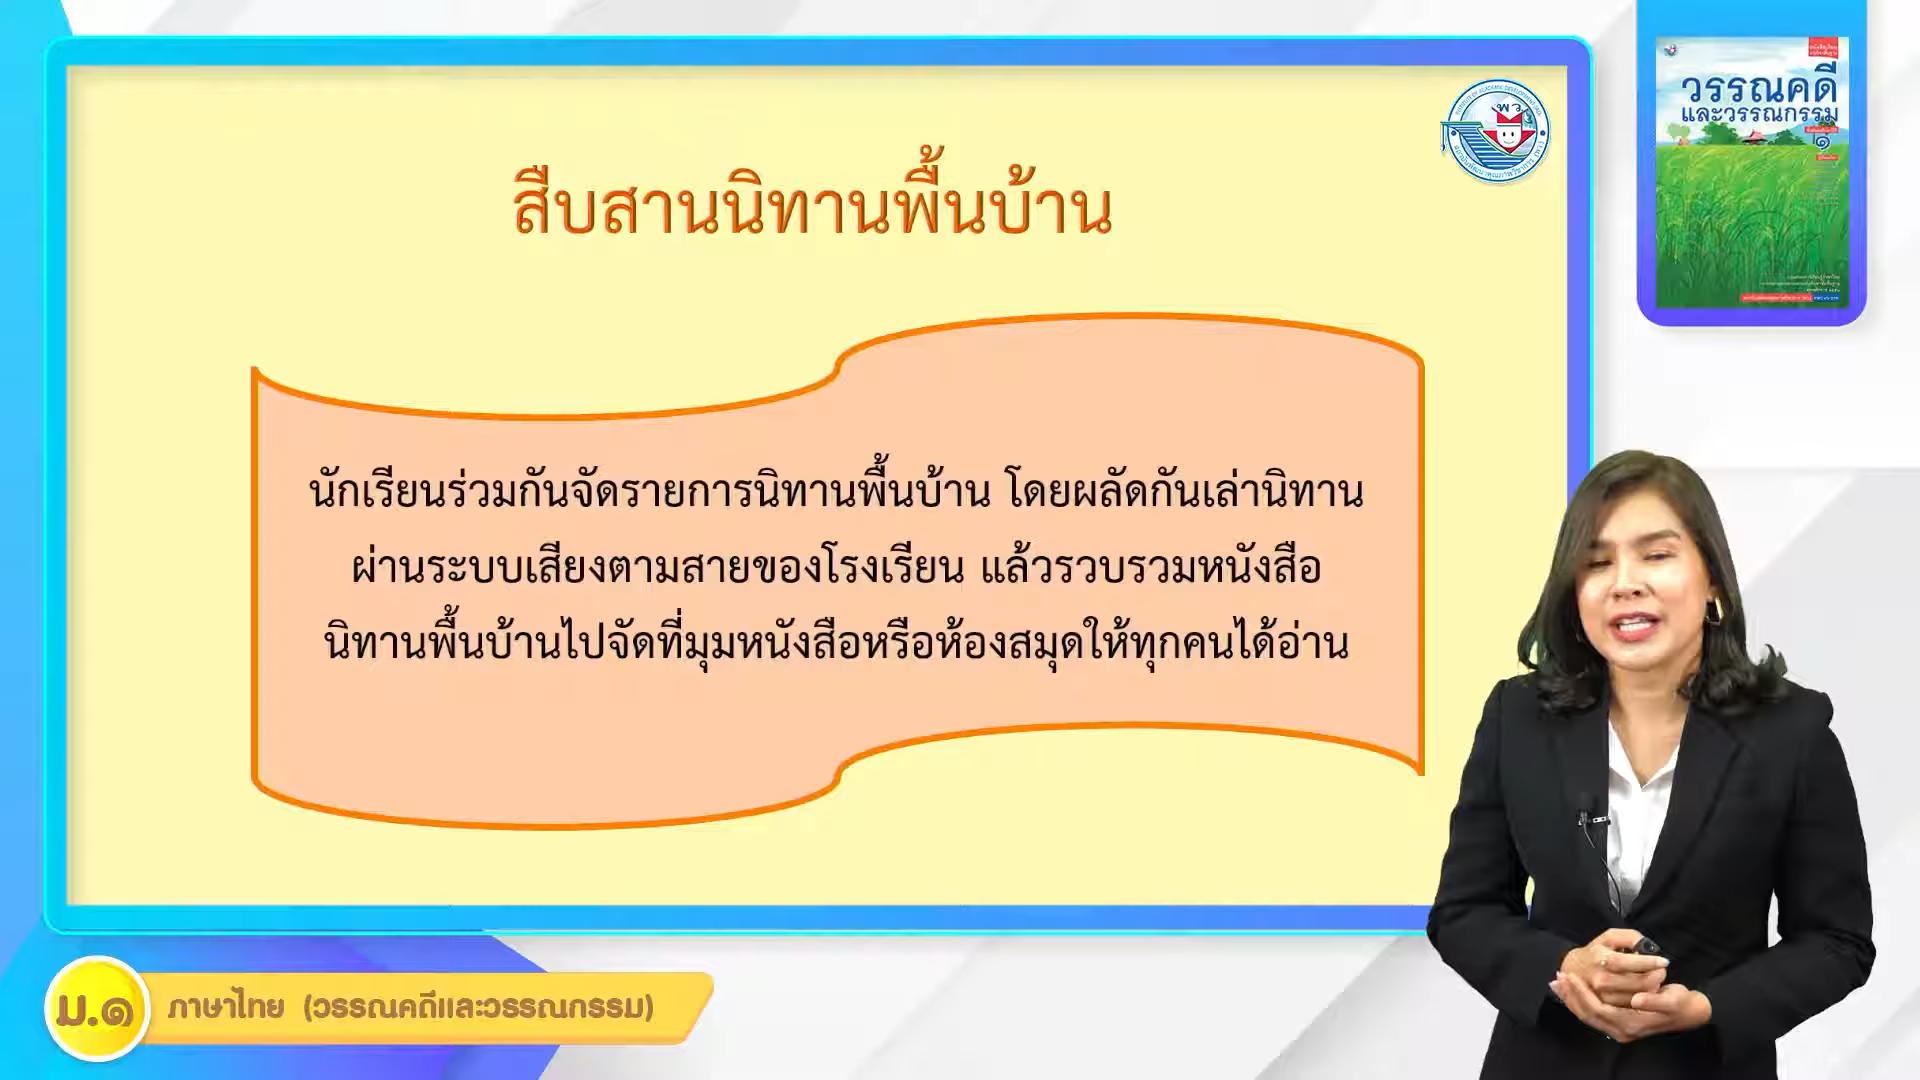 สืบสานนิทานพื้นบ้าน
นักเรียนร่วมกันจัดรายการนิทานพื้นบ้าน โดยผลัดกันเล่านิทาน
ผ่านระบบเสียงตามสายของโรงเรียน แล้วรวบรวมหนังสือ
นิทานพื้นบ้านไปจัดที่มุมหนังสือหรือห้องสมุดให้ทุกคนได้อ่าน
พว
วรรณคดี
และวรรณกรรม
๑
ม.๑
ภาษาไทย (วรรณคดีและวรรณกรรม)